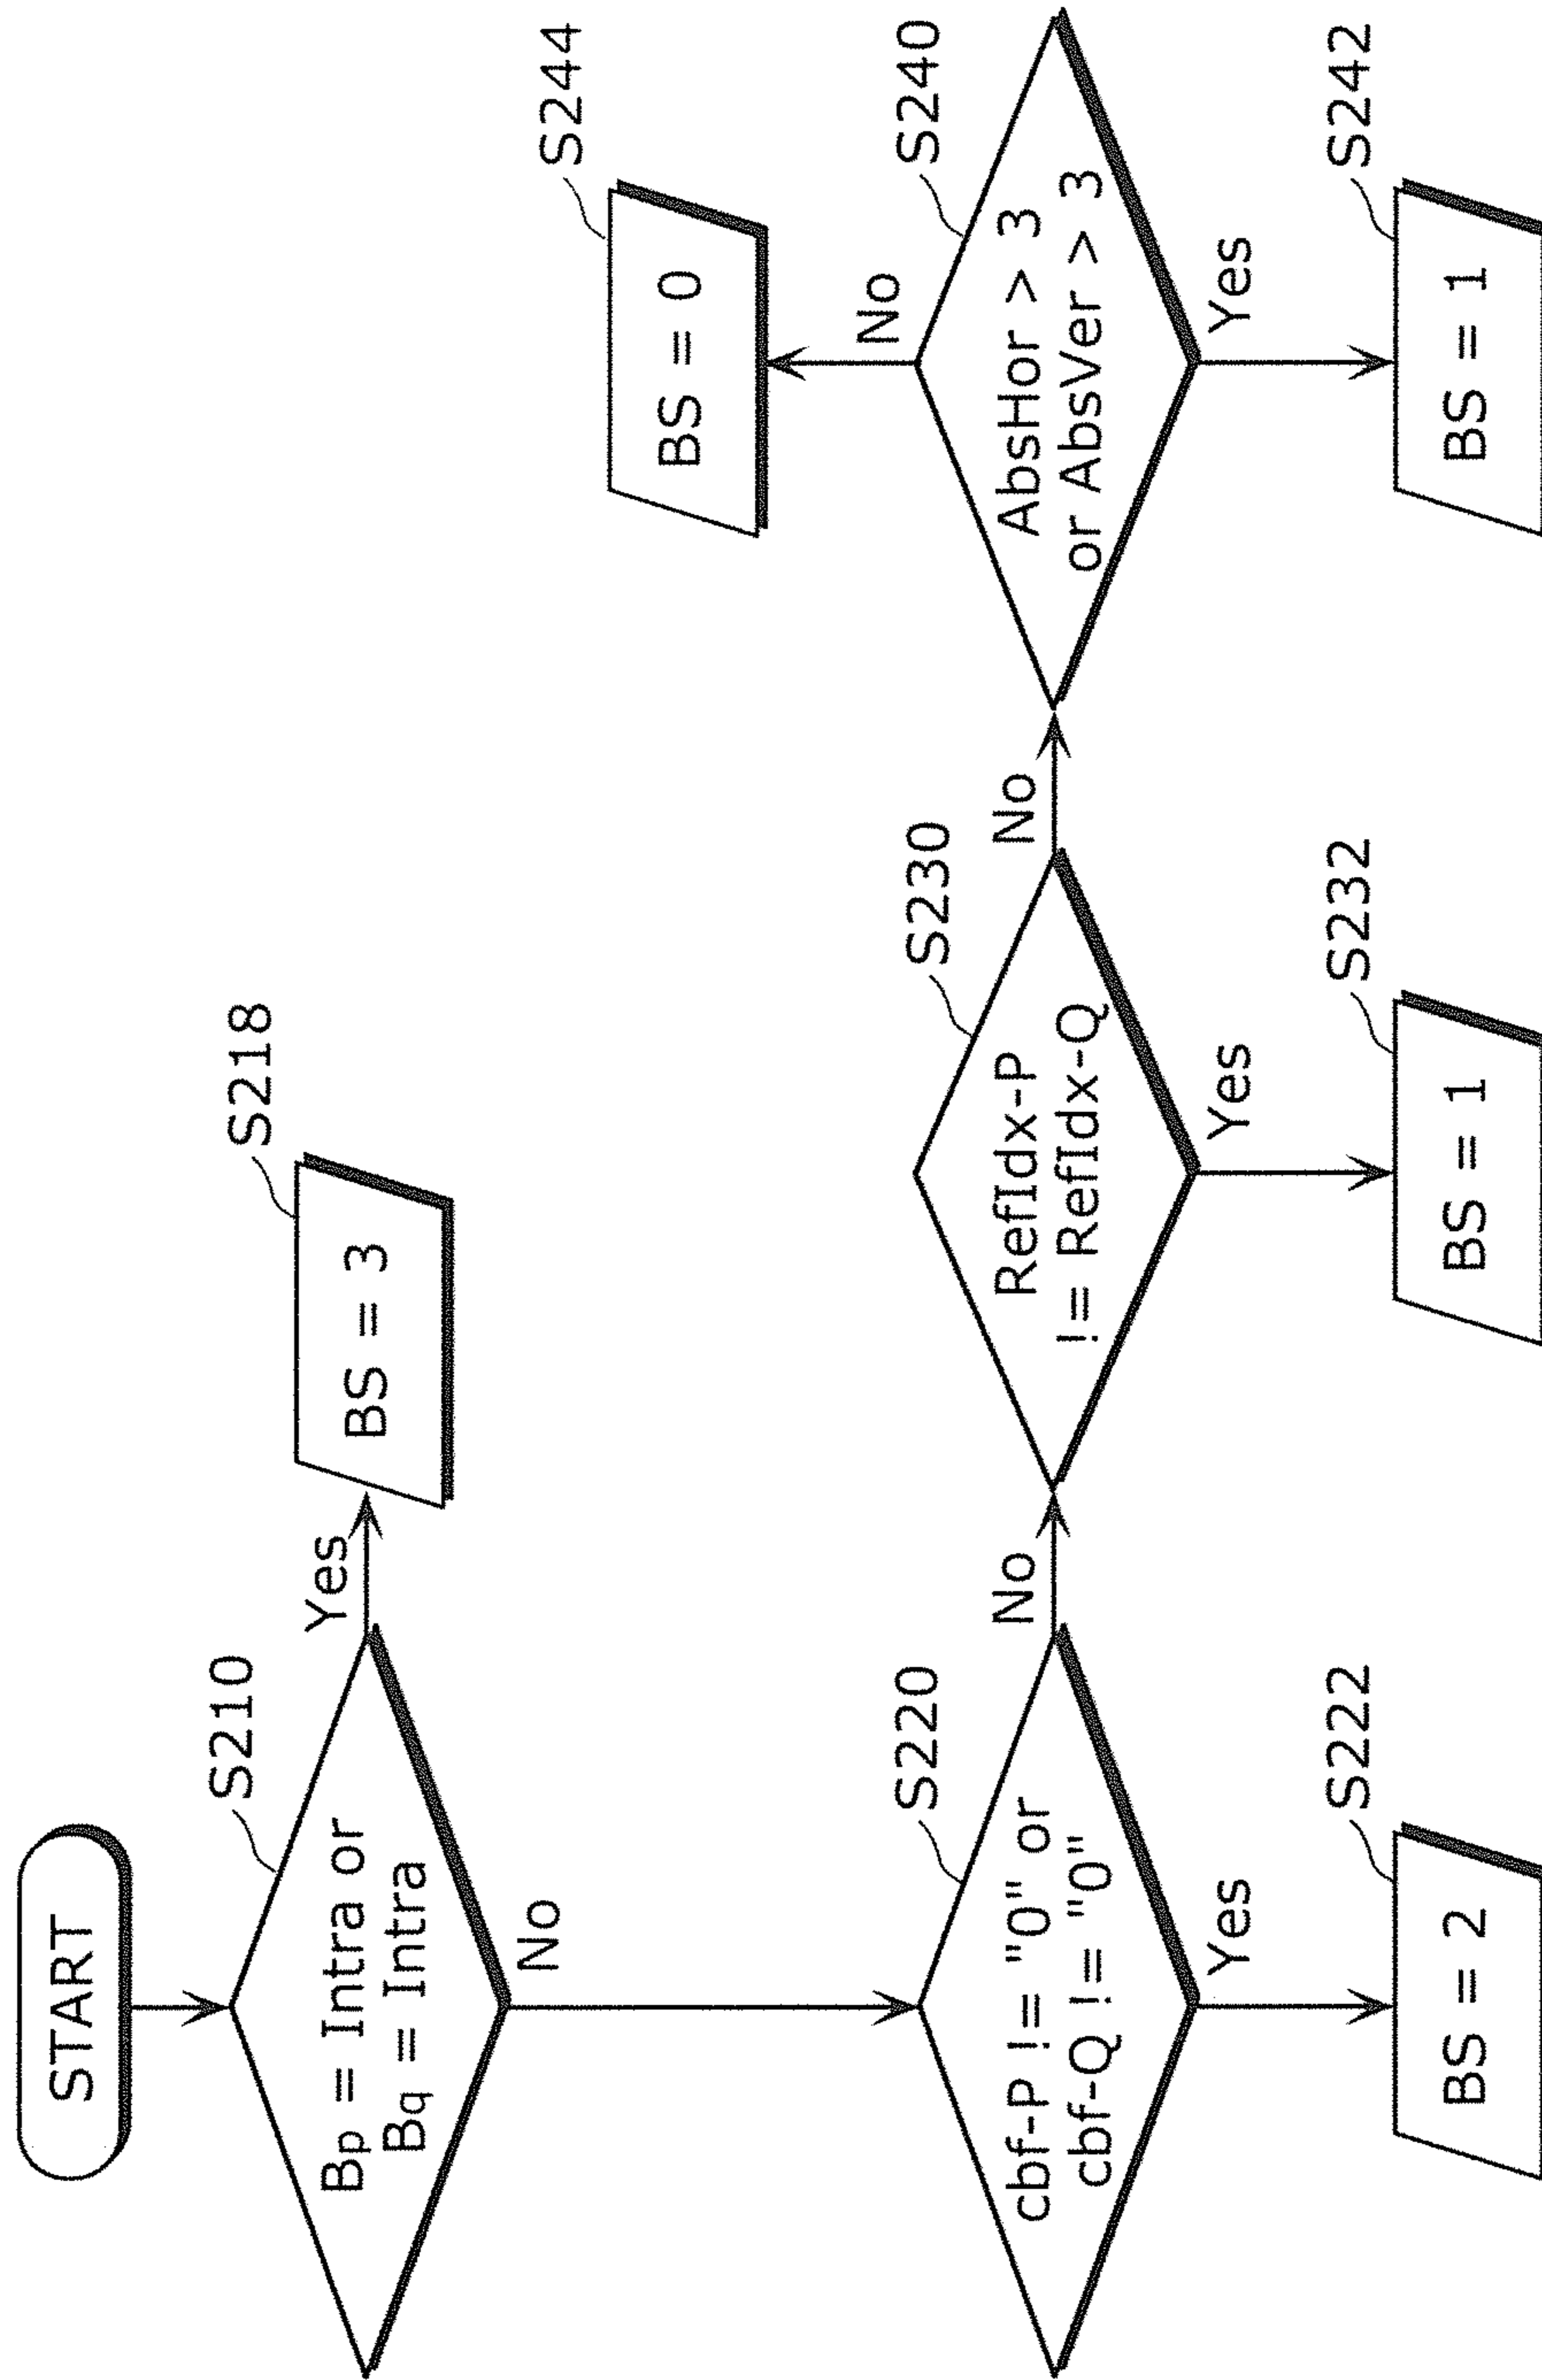 START
S210
Bp = Intra or
Bq = Intra
Yes
S218
BS = 3
No
S220
cbf-P != "0" or
cbf-Q != "0"
Yes
S222
BS = 2
No
S230
RefIdx-P
!= RefIdx-Q
Yes
S232
BS = 1
No
S240
AbsHor > 3
or AbsVer > 3
No
S244
BS = 0
Yes
S242
BS = 1